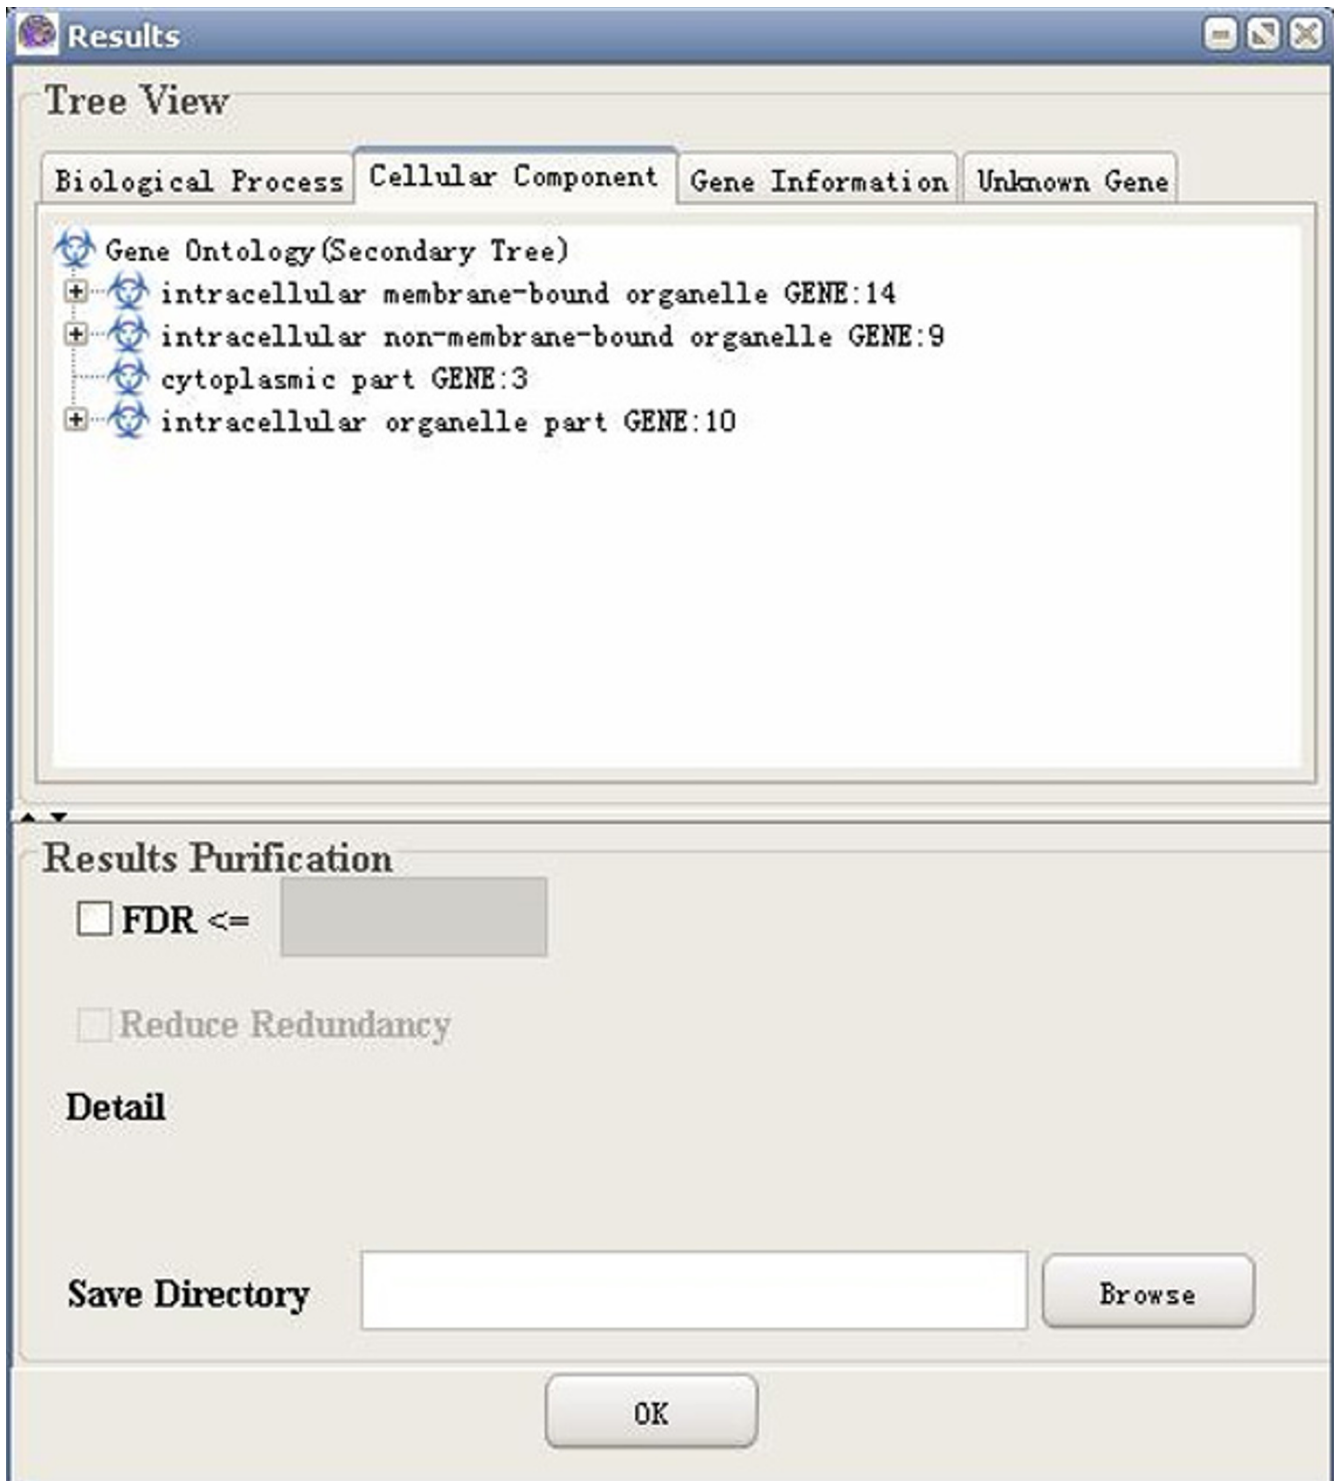 Results
Tree View
Biological Process Cellular Component Gene Information Unknown Gene
Gene Ontology(Secondary Tree)
intracellular membrane-bound organelle GENE:14
intracellular non-membrane-bound organelle GENE:9
cytoplasmic part GENE:3
intracellular organelle part GENE:10
Results Purification
FDR <=
Reduce Redundancy
Detail
Save Directory Browse
OK